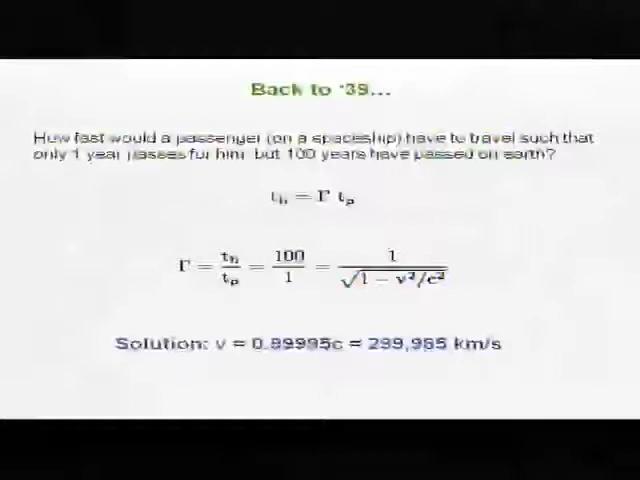 Back to '39...
How fast would a passenger (on a spaceship) have to travel such that
only 1 year passes for him, but 100 years have passed on earth?
tₕ = Γ tₚ
Γ = tₕ/tₚ = 100/1 = 1/√(1 − v²/c²)
Solution: v = 0.99995c = 299,985 km/s